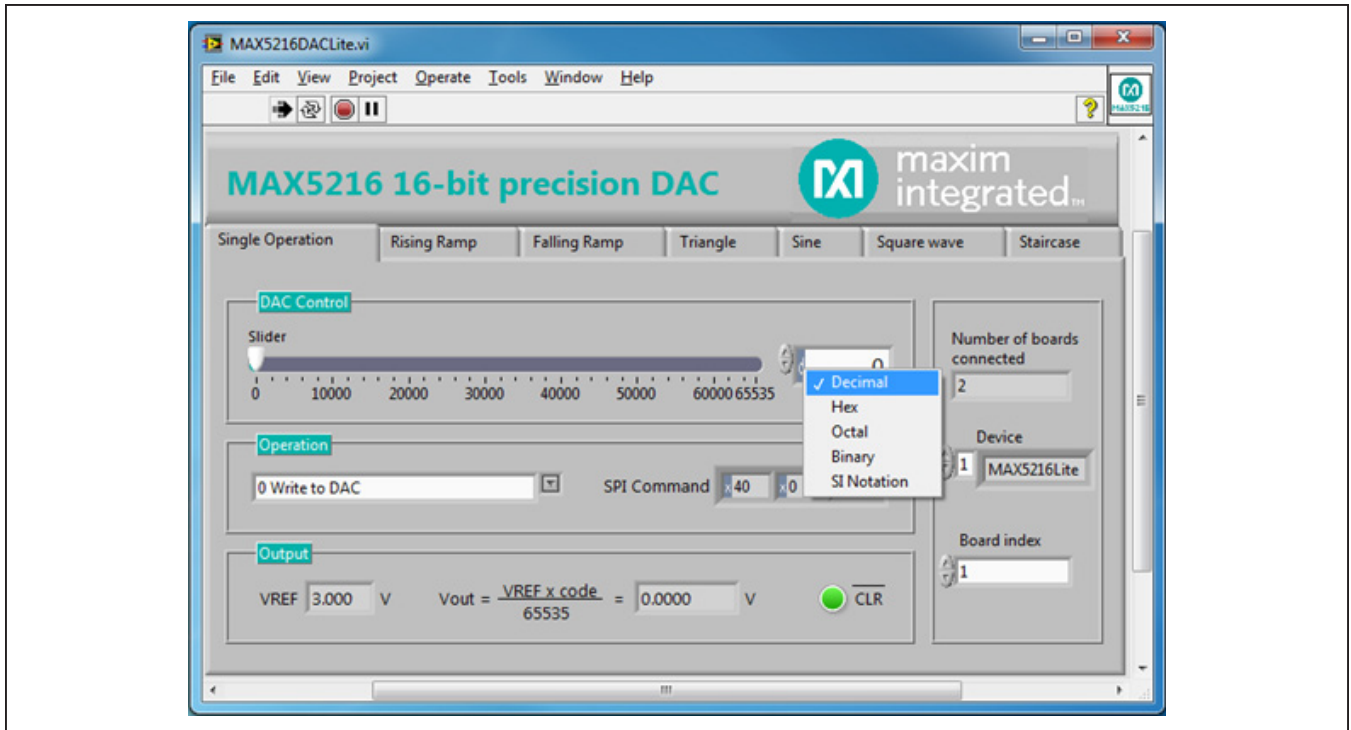 MAX5216DACLite.vi
File Edit View Project Operate Tools Window Help
MAX5216
MAX5216 16-bit precision DAC
maxim
integrated™
Single Operation Rising Ramp Falling Ramp Triangle Sine Square wave Staircase
DAC Control
Slider
0
0 10000 20000 30000 40000 50000 60000 65535
✓ Decimal
Hex
Octal
Binary
SI Notation
Number of boards
connected
2
Operation
0 Write to DAC
SPI Command x40 x0
Device
1 MAX5216Lite
Board index
1
Output
VREF 3.000 V Vout = VREF x code = 0.0000 V CLR
65535